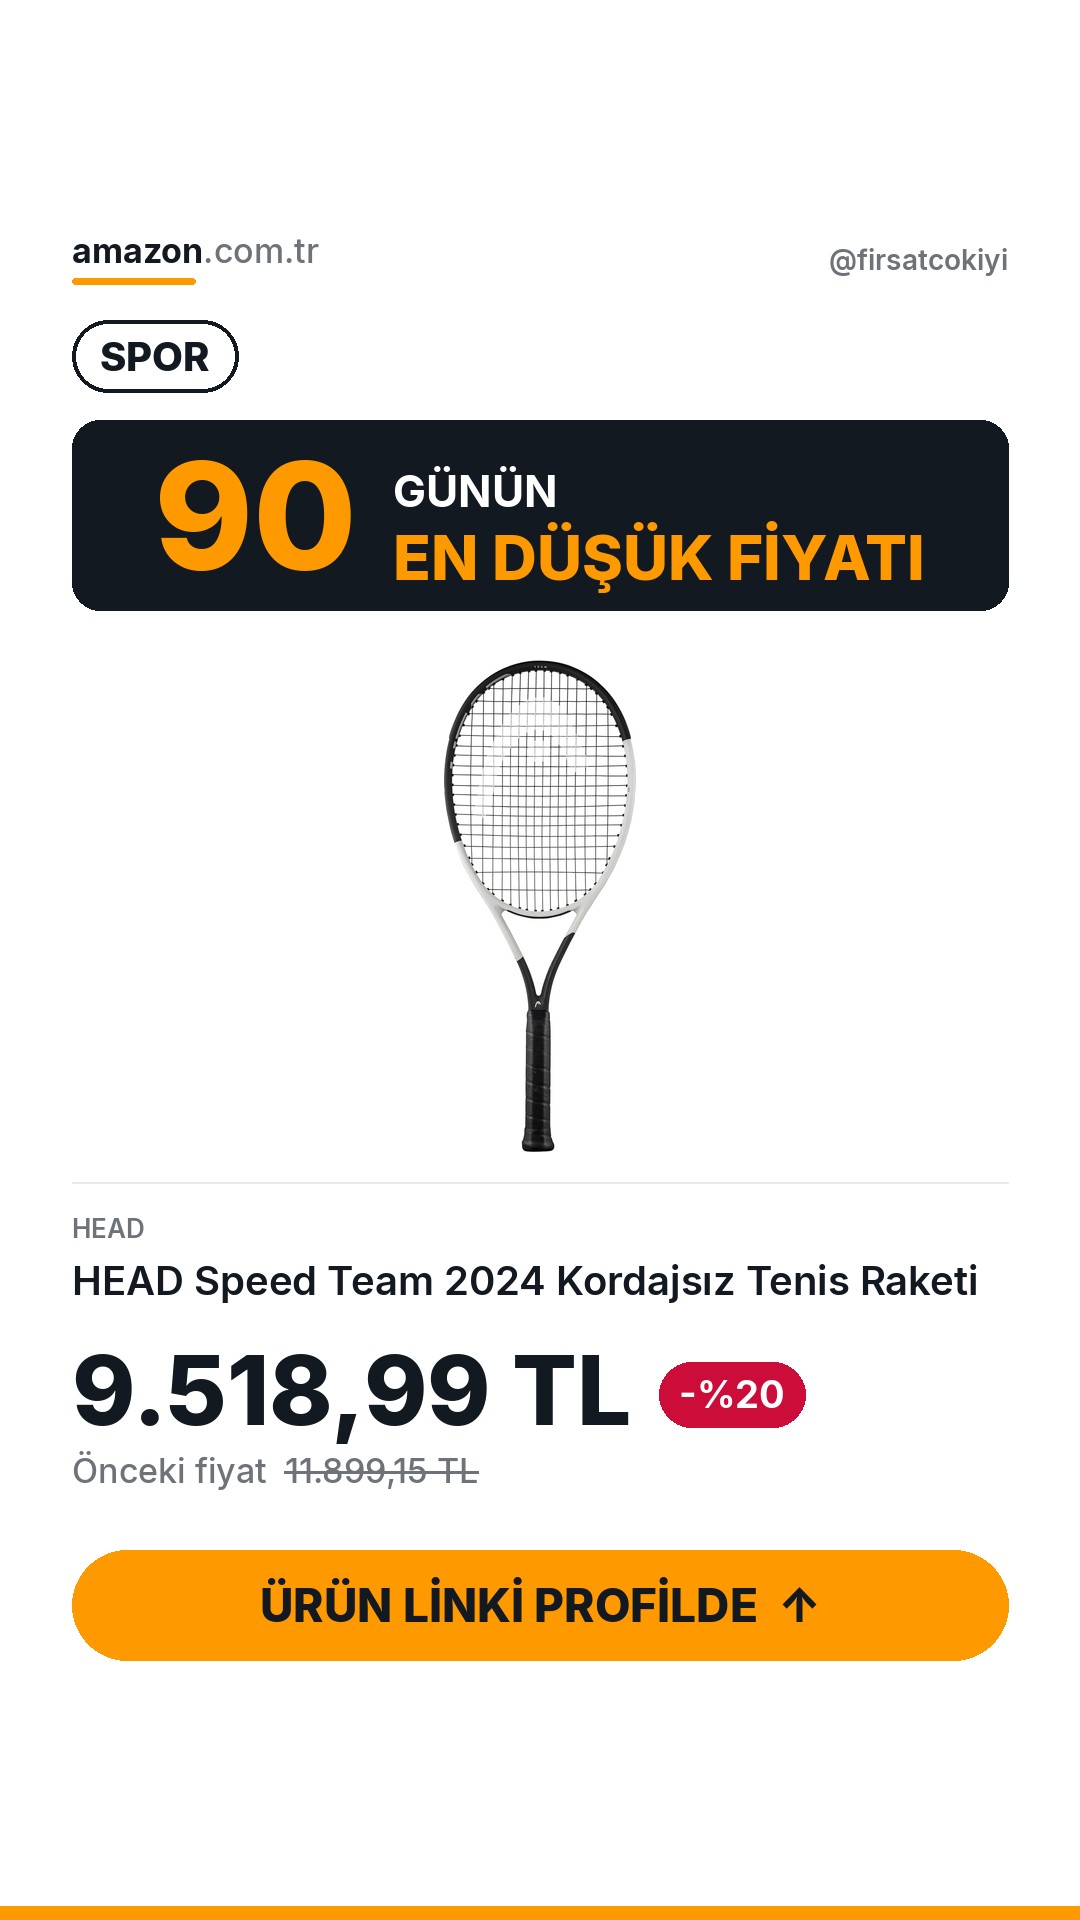 amazon.com.tr
@firsatcokiyi
SPOR
90
GÜNÜN
EN DÜŞÜK FİYATI
HEAD
HEAD Speed Team 2024 Kordajsız Tenis Raketi
9.518,99 TL
-%20
Önceki fiyat 11.899,15 TL
ÜRÜN LİNKİ PROFİLDE ↑